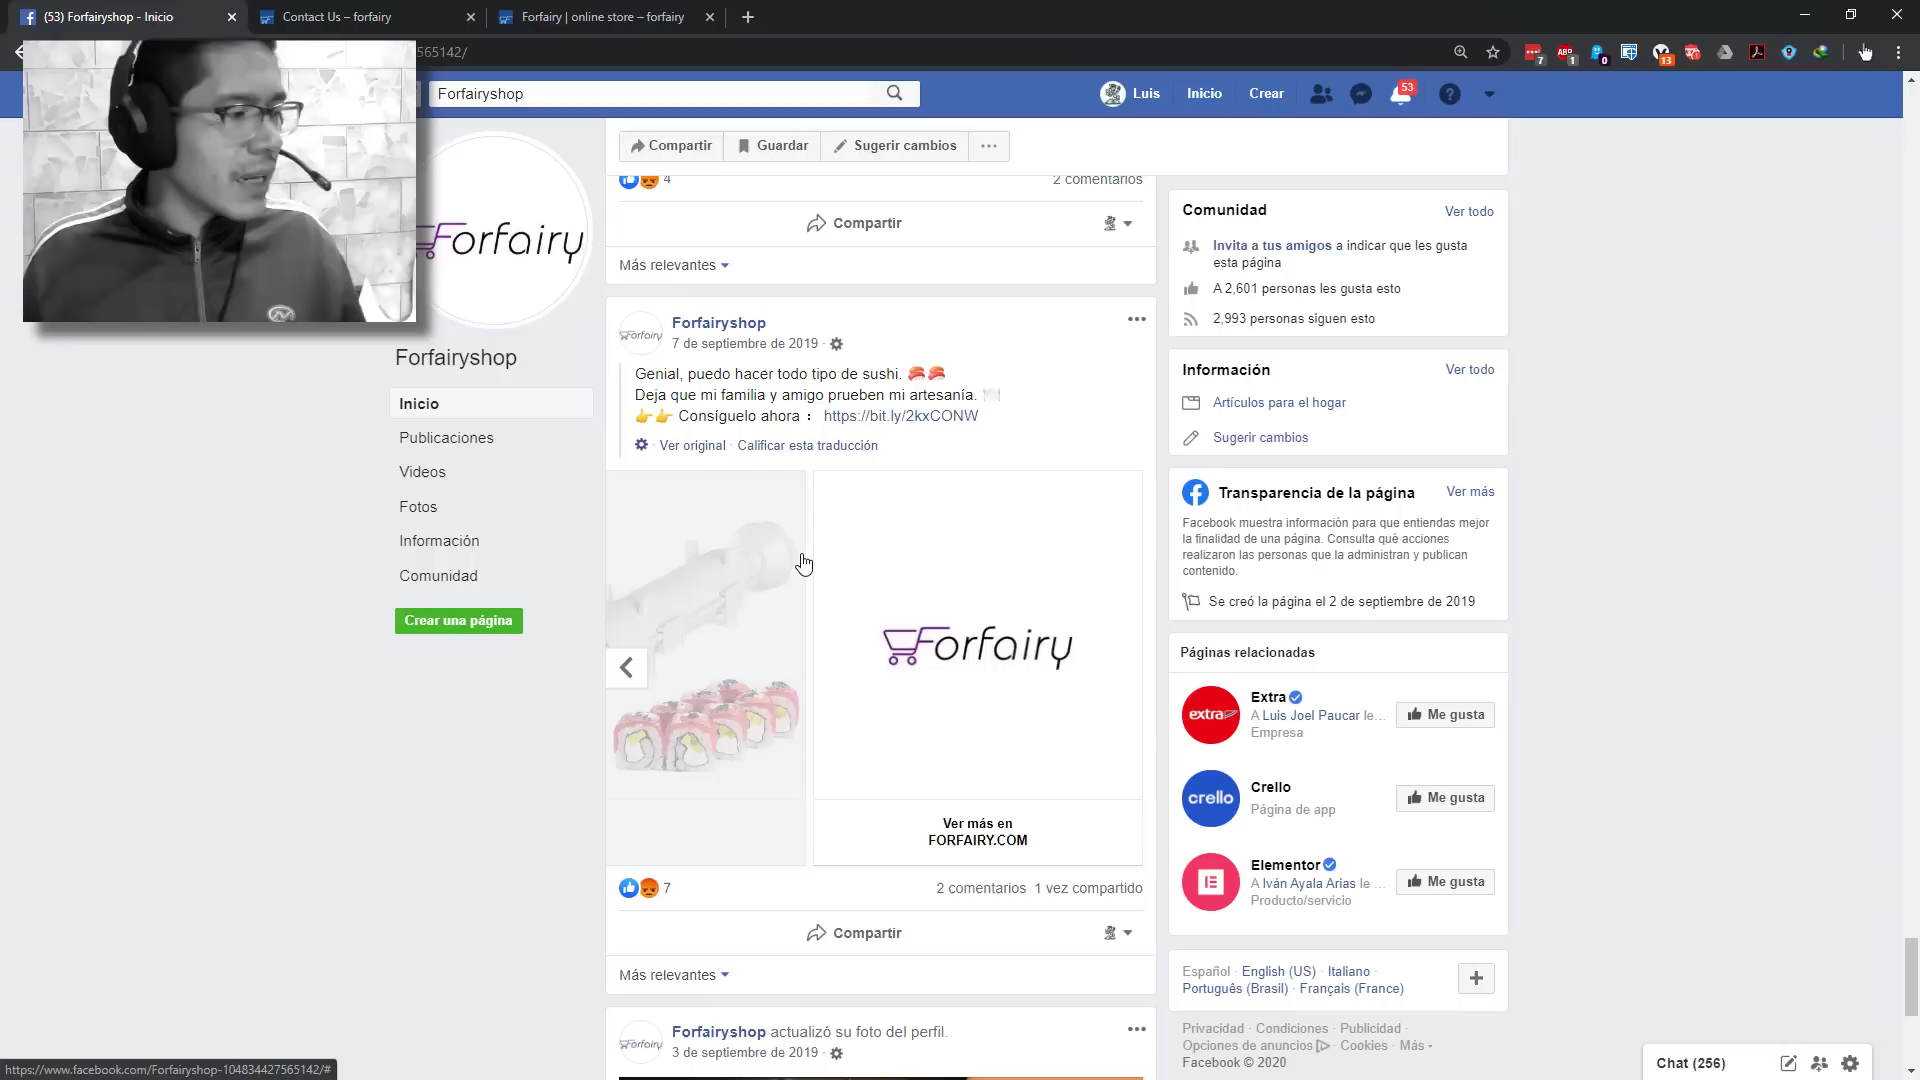 (53) Forfairyshop - Inicio
Contact Us – forfairy
Forfairy | online store – forfairy
565142/
7
ABP
1
0
13
Forfairyshop
Luis
Inicio
Crear
53
Compartir
Guardar
Sugerir cambios
4
2 comentarios
Compartir
Más relevantes
Forfairy
Forfairyshop
Inicio
Publicaciones
Videos
Fotos
Información
Comunidad
Crear una página
Forfairy
Forfairyshop
7 de septiembre de 2019 ·
Genial, puedo hacer todo tipo de sushi. 🍣🍣
Deja que mi familia y amigo prueben mi artesanía. 🍽️
👉👉 Consíguelo ahora： https://bit.ly/2kxCONW
· Ver original · Calificar esta traducción
Forfairy
Ver más en
FORFAIRY.COM
7
2 comentarios 1 vez compartido
Compartir
Más relevantes
Forfairy
Forfairyshop actualizó su foto del perfil.
3 de septiembre de 2019 ·
Comunidad
Ver todo
Invita a tus amigos a indicar que les gusta
esta página
A 2,601 personas les gusta esto
2,993 personas siguen esto
Información
Ver todo
Artículos para el hogar
Sugerir cambios
Transparencia de la página
Ver más
Facebook muestra información para que entiendas mejor
la finalidad de una página. Consulta qué acciones
realizaron las personas que la administran y publican
contenido.
Se creó la página el 2 de septiembre de 2019
Páginas relacionadas
extra
Extra
A Luis Joel Paucar le...
Empresa
Me gusta
crello
Crello
Página de app
Me gusta
Elementor
A Iván Ayala Arias le ...
Producto/servicio
Me gusta
Español · English (US) · Italiano ·
Português (Brasil) · Français (France)
Privacidad · Condiciones · Publicidad ·
Opciones de anuncios · Cookies · Más
Facebook © 2020
Chat (256)
https://www.facebook.com/Forfairyshop-104834427565142/#